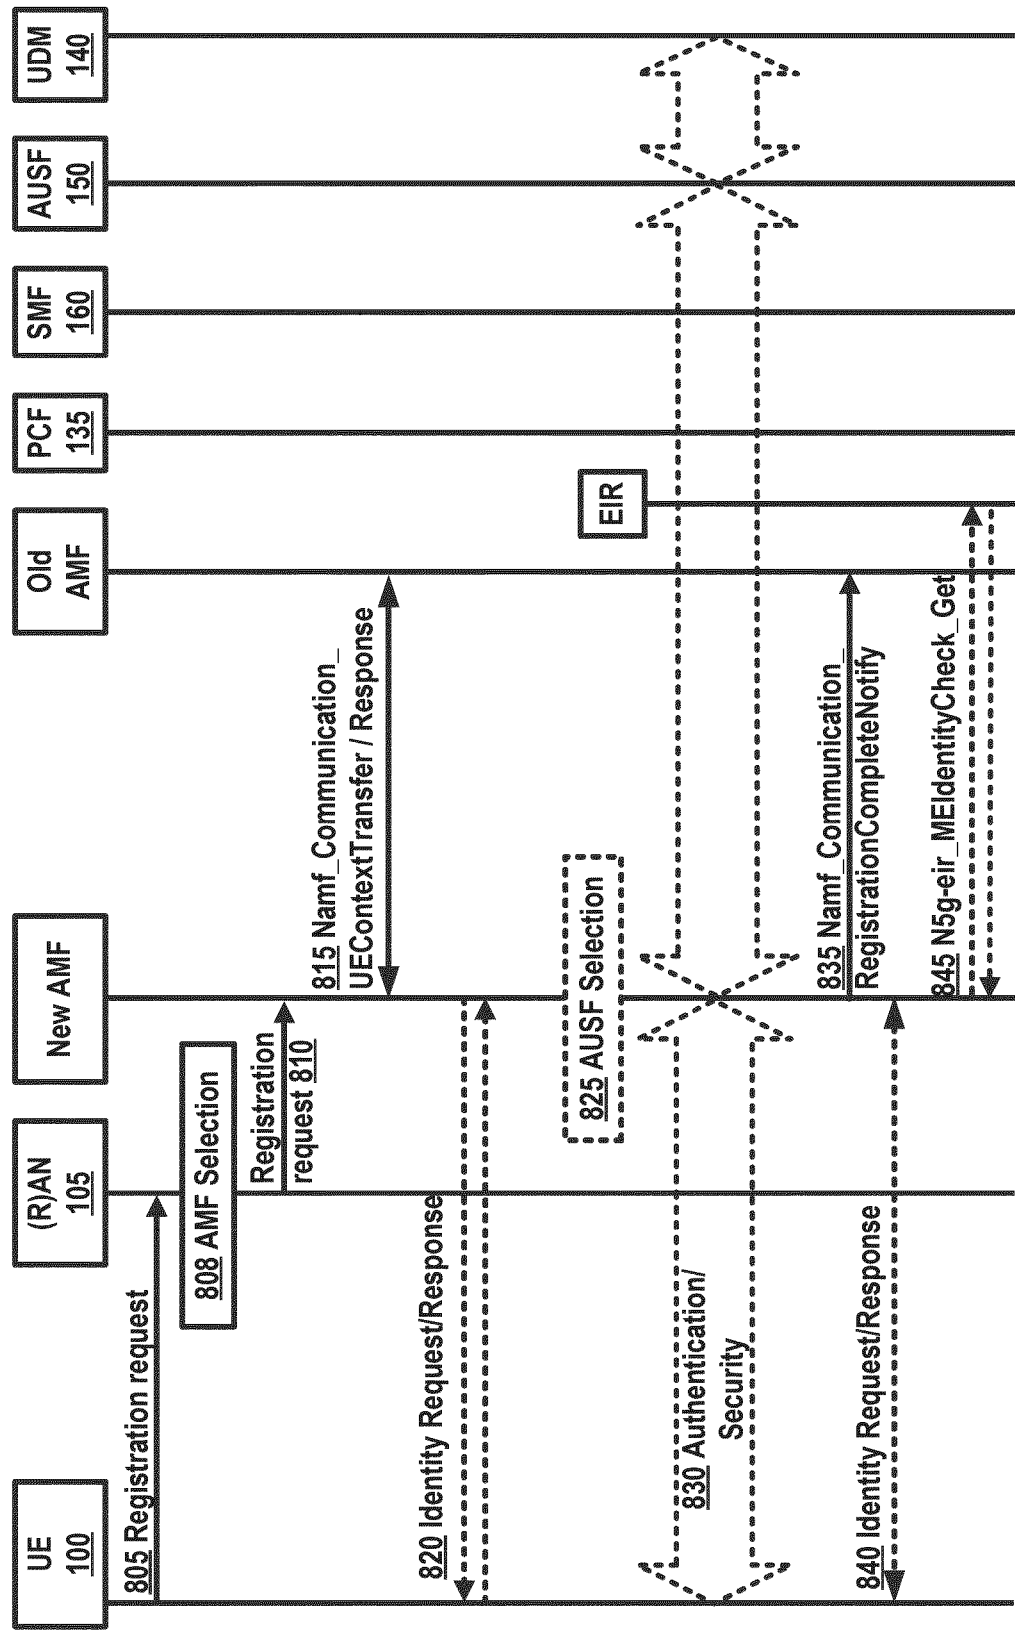 UE
100
(R)AN
105
New AMF
Old
AMF
PCF
135
SMF
160
AUSF
150
UDM
140
805 Registration request
808 AMF Selection
Registration
request 810
815 Namf_Communication_
UEContextTransfer / Response
820 Identity Request/Response
825 AUSF Selection
EIR
830 Authentication/
Security
835 Namf_Communication_
RegistrationCompleteNotify
840 Identity Request/Response
845 N5g-eir_MEIdentityCheck_Get